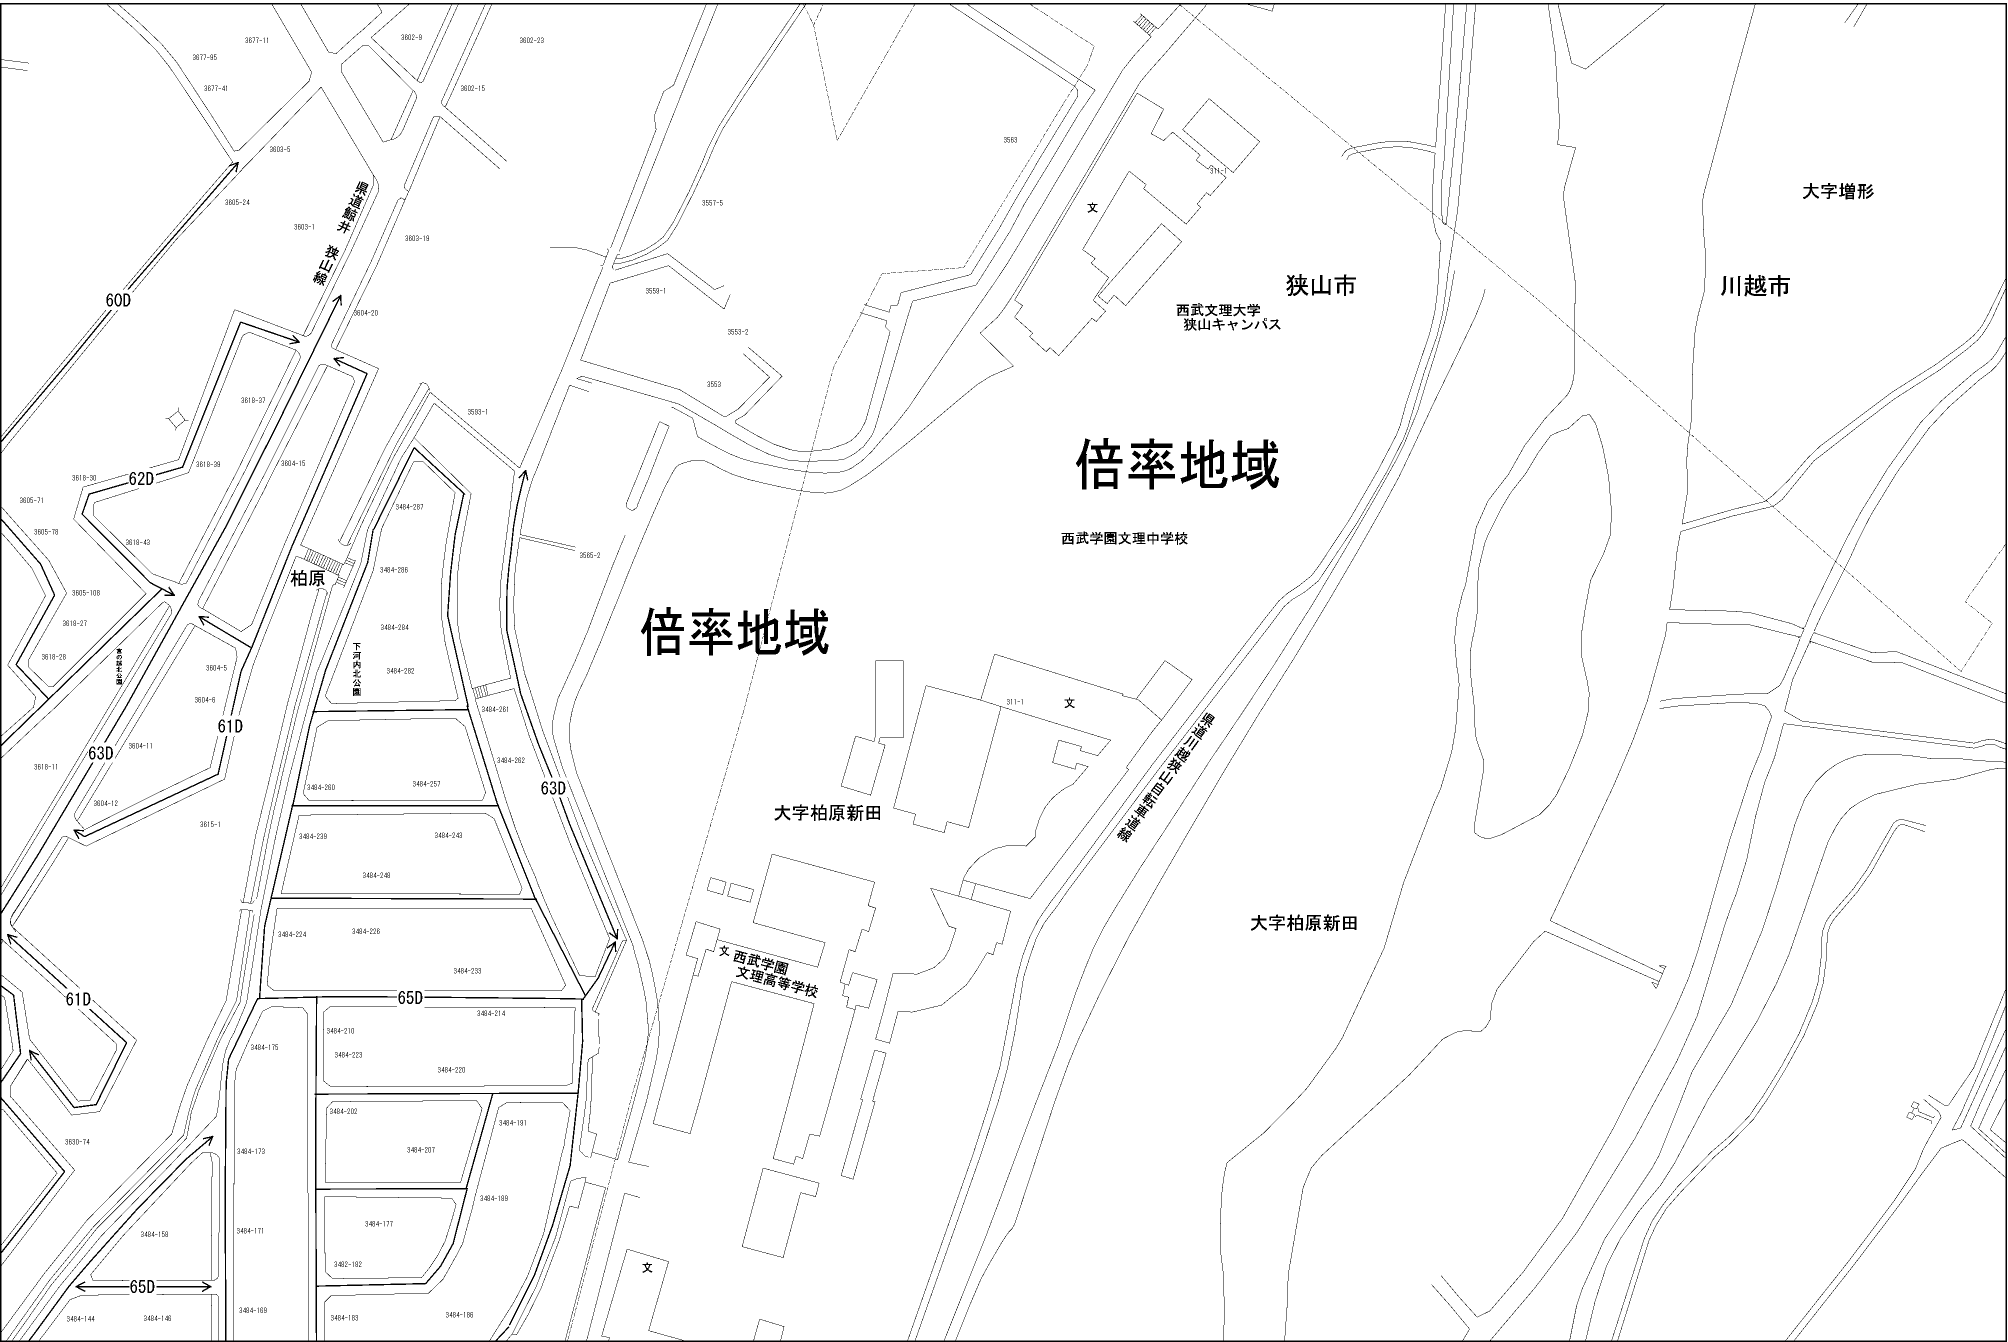 3677-11
3602-9
3602-23
3677-95
3677-41
3602-15
3603-5
3563
311-1
大字増形
県道鯨井 狭山線
3605-24
3557-5
文
3603-1
3603-19
狭山市
川越市
3559-1
60D
西武文理大学
狭山キャンパス
3604-20
3553-2
3553
3618-37
3593-1
倍率地域
3618-39
3604-15
3618-30
62D
3605-71
3484-287
3605-78
3618-43
西武学園文理中学校
3565-2
柏原
3484-286
3605-108
3618-27
倍率地域
3484-284
宮の越北公園
下河内北公園
3618-28
3604-5
3484-282
3604-6
3484-261
311-1
文
61D
県道川越狭山自転車道線
3604-11
63D
3618-11
3484-262
3484-260
3484-257
63D
3604-12
大字柏原新田
3615-1
3484-239
3484-243
3484-248
大字柏原新田
3484-224
3484-226
文
西武学園
文理高等学校
3484-233
61D
65D
3484-214
3484-210
3484-175
3484-223
3484-220
3484-202
3484-191
3630-74
3484-173
3484-207
3484-189
3484-177
3484-171
3484-158
3482-182
文
65D
3484-169
3484-144
3484-146
3484-183
3484-186